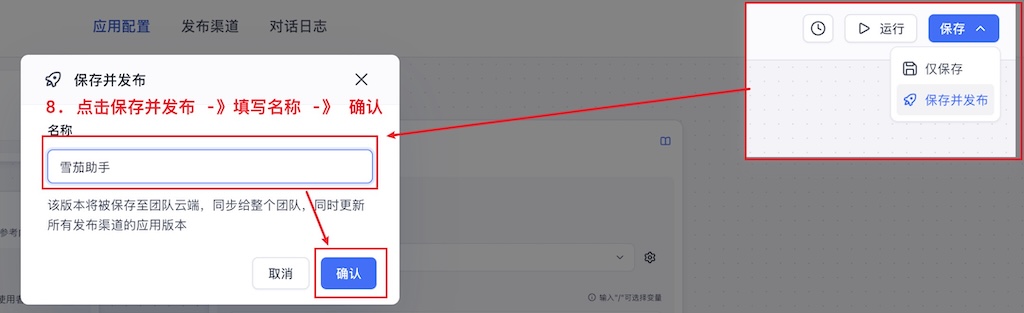 应用配置 发布渠道 对话日志
运行 保存
仅保存
保存并发布
保存并发布
8. 点击保存并发布 -》填写名称 -》 确认
名称
雪茄助手
该版本将被保存至团队云端，同步给整个团队，同时更新
所有发布渠道的应用版本
参考
取消 确认
使用者
输入"/"可选择变量